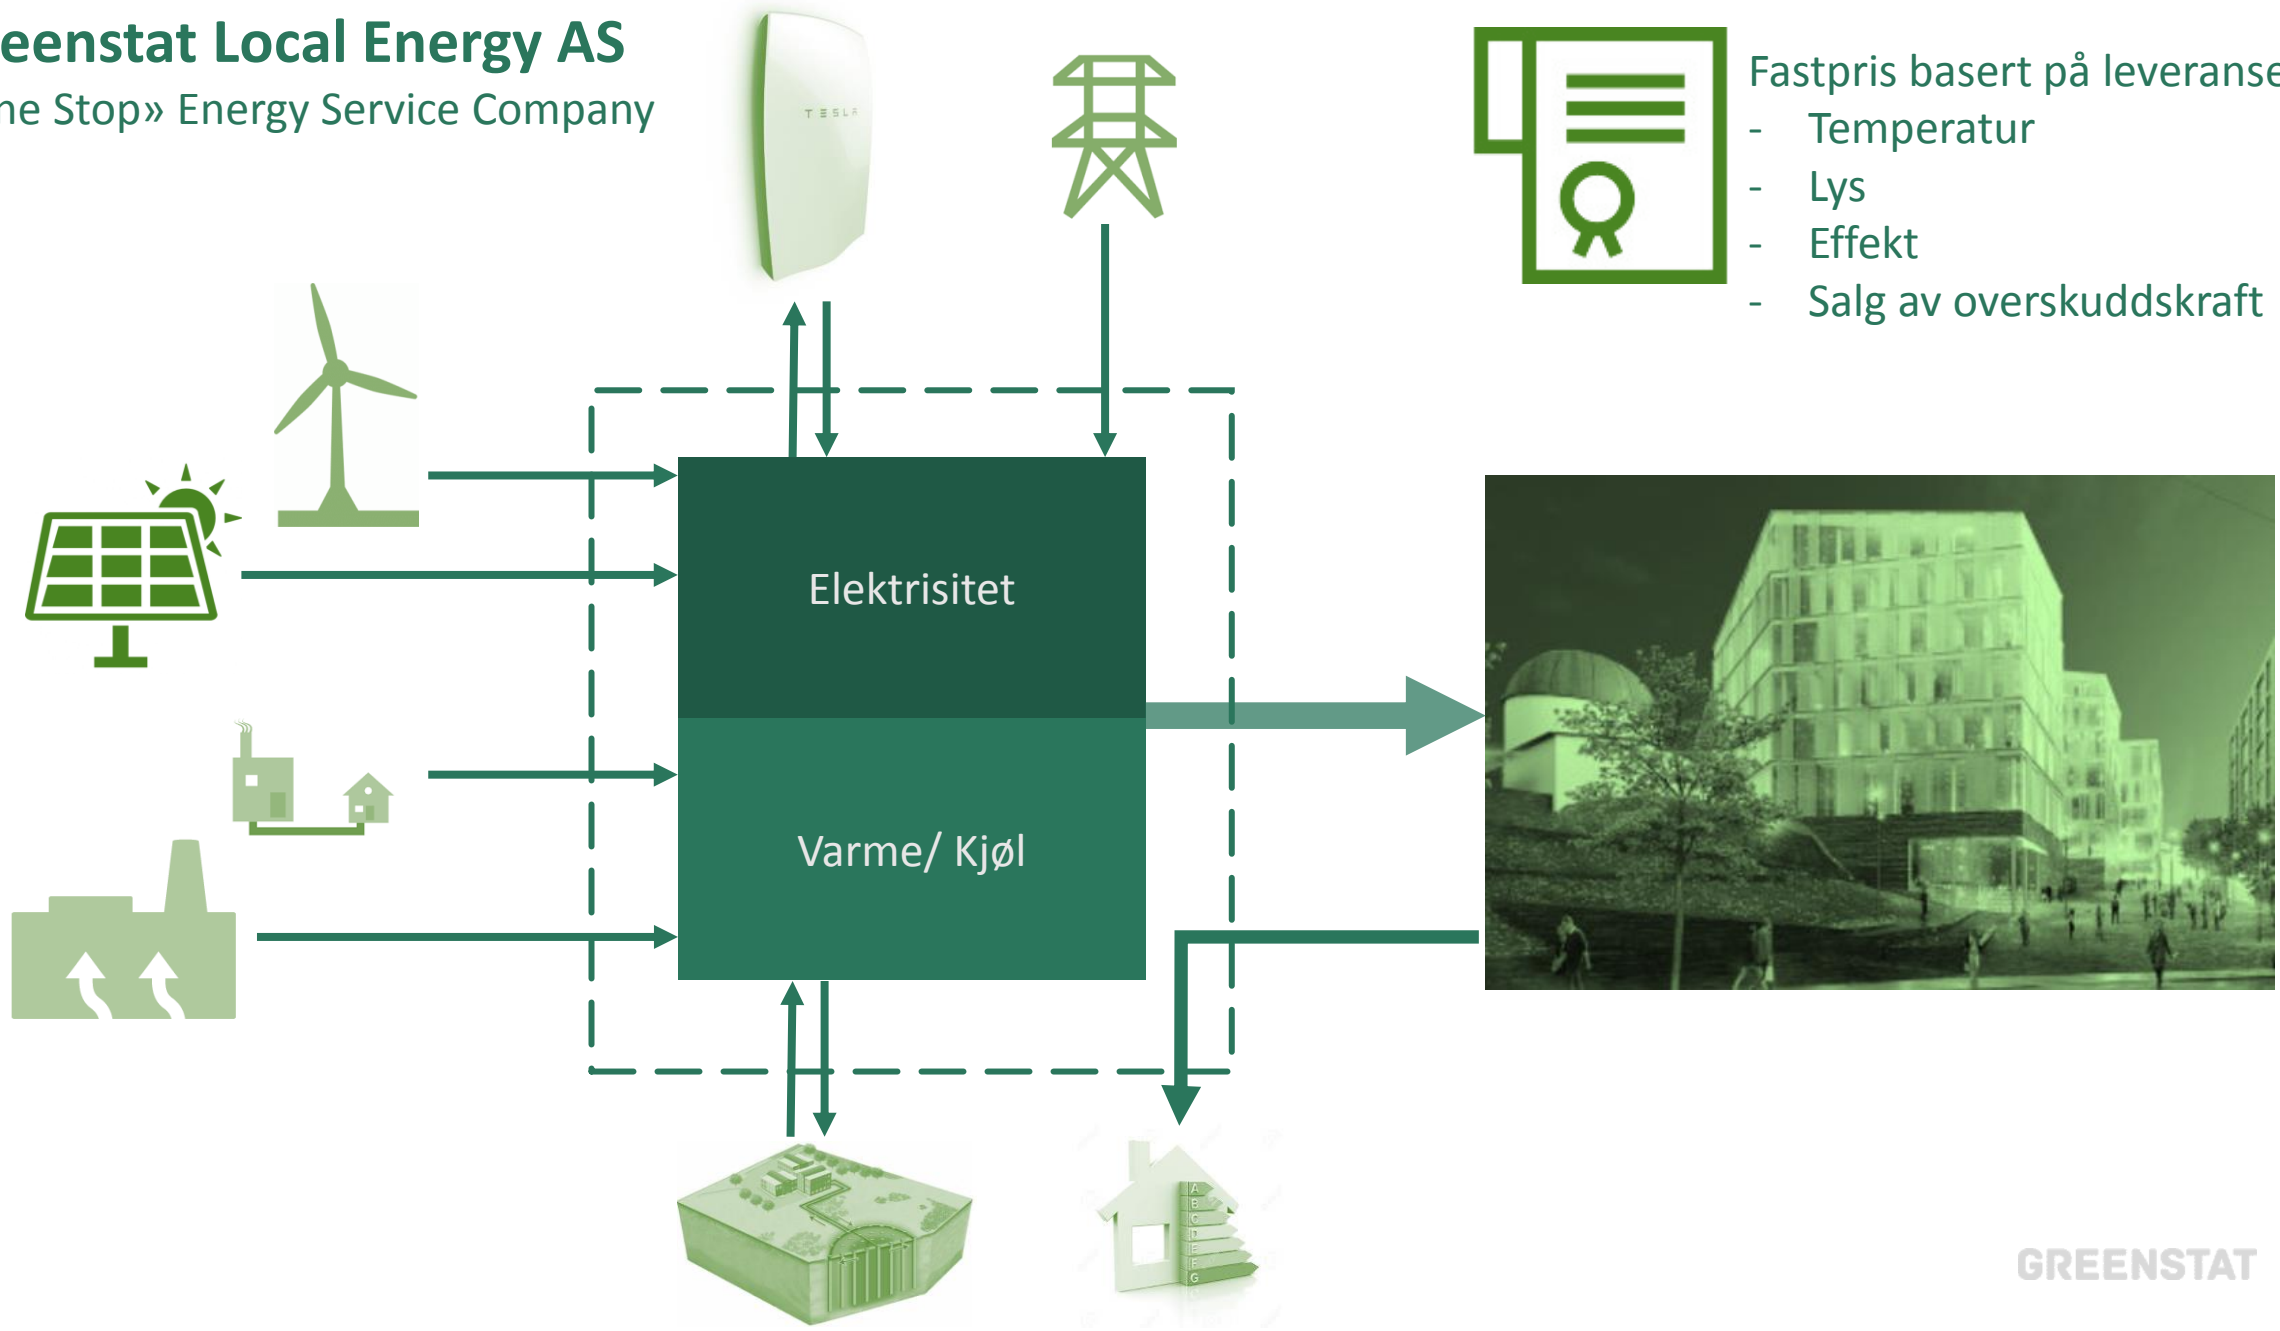 eenstat Local Energy AS
ne Stop» Energy Service Company
TESLA
Fastpris basert på leveranse
- Temperatur
- Lys
- Effekt
- Salg av overskuddskraft
Elektrisitet
Varme/ Kjøl
A
B
C
D
E
F
G
GREENSTAT